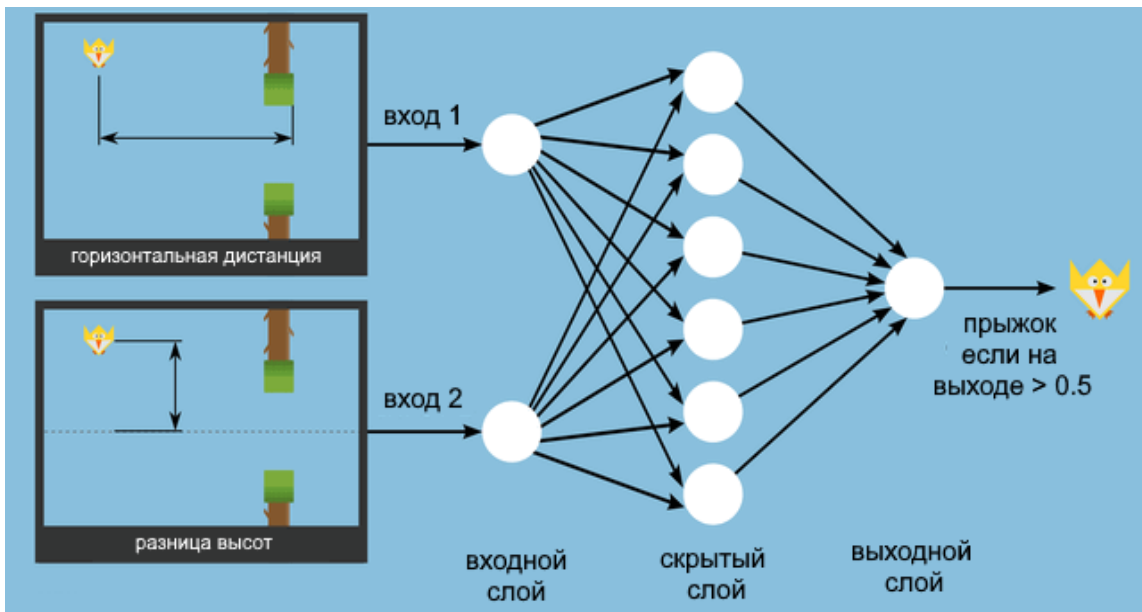 вход 1
горизонтальная дистанция
вход 2
разница высот
прыжок
если на
выходе > 0.5
входной
слой
скрытый
слой
выходной
слой